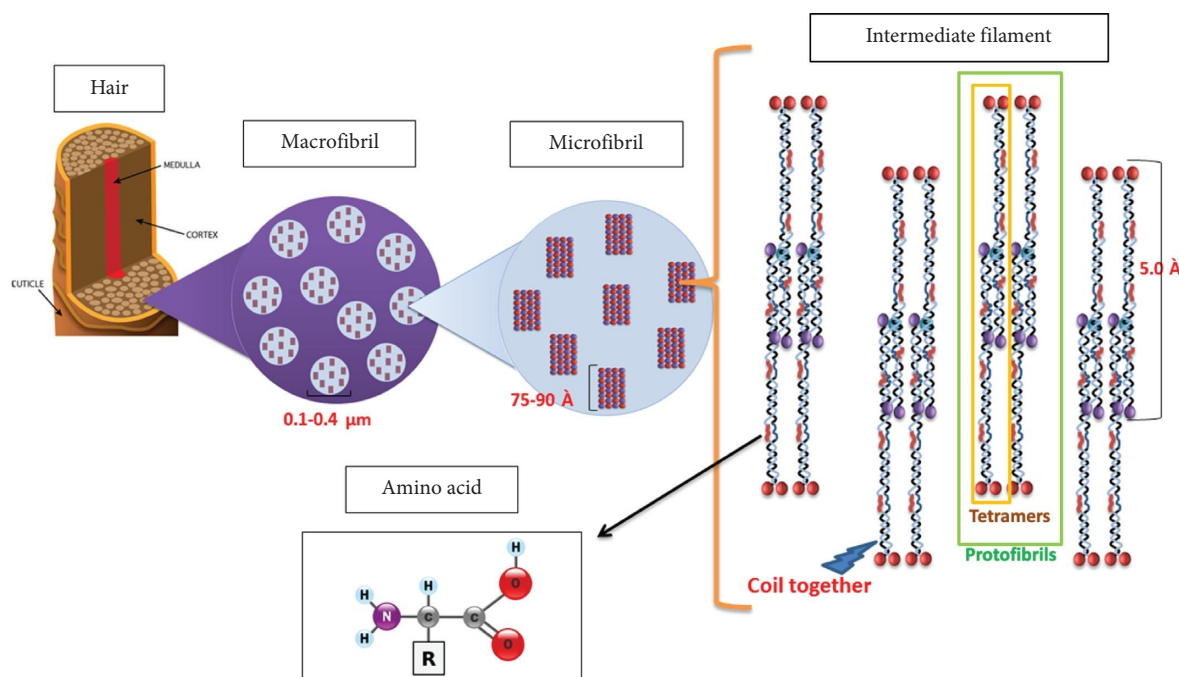 Intermediate filament
Hair
Macrofibril
Microfibril
MEDULLA
CORTEX
CUTICLE
5.0 Å
75-90 Å
0.1-0.4 μm
Amino acid
Tetramers
Protofibrils
Coil together
H
H
H
O
N
C
C
H
O
R